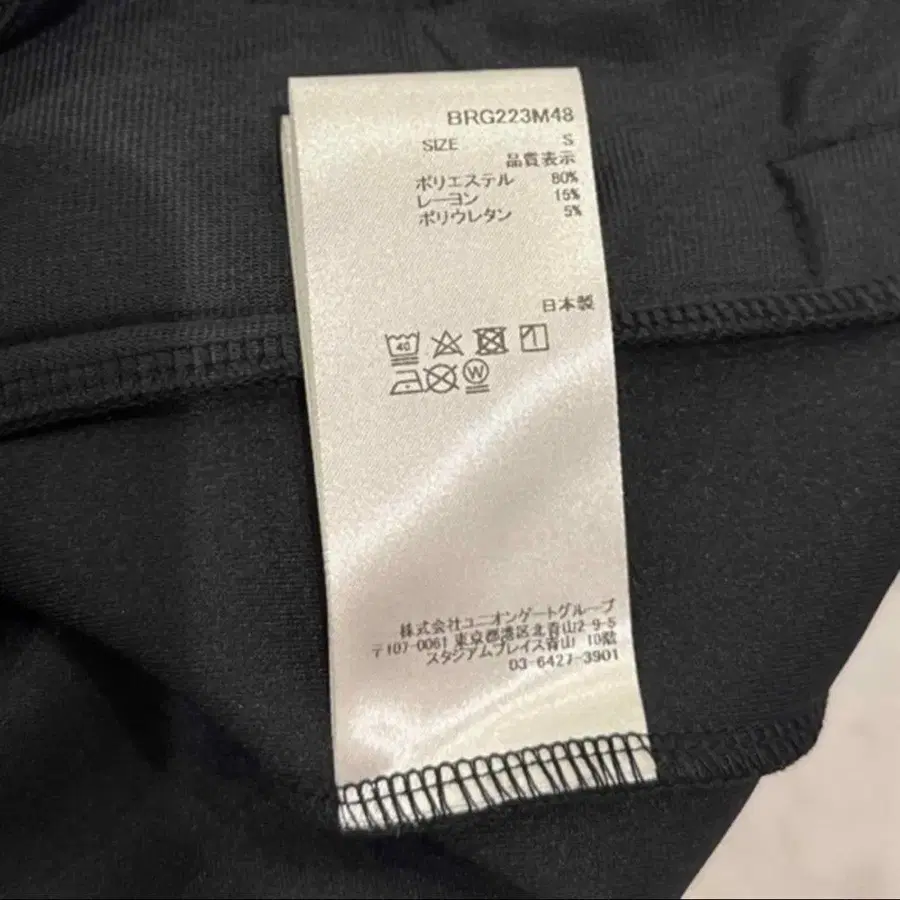 BRG223M48
SIZE S
品質表示
ポリエステル 80%
レーヨン 15%
ポリウレタン 5%
日本製
40
W
株式会社ユニオンゲートグループ
〒107-0061 東京都港区北青山2-9-5
スタジアムプレイス青山 10階
03-6427-3901